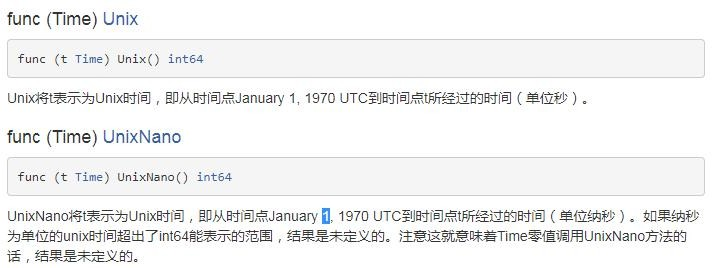 func (Time) Unix
func (t Time) Unix() int64
Unix将t表示为Unix时间，即从时间点January 1, 1970 UTC到时间点t所经过的时间（单位秒）。
func (Time) UnixNano
func (t Time) UnixNano() int64
UnixNano将t表示为Unix时间，即从时间点January 1, 1970 UTC到时间点t所经过的时间（单位纳秒）。如果纳秒
为单位的unix时间超出了int64能表示的范围，结果是未定义的。注意这就意味着Time零值调用UnixNano方法的
话，结果是未定义的。